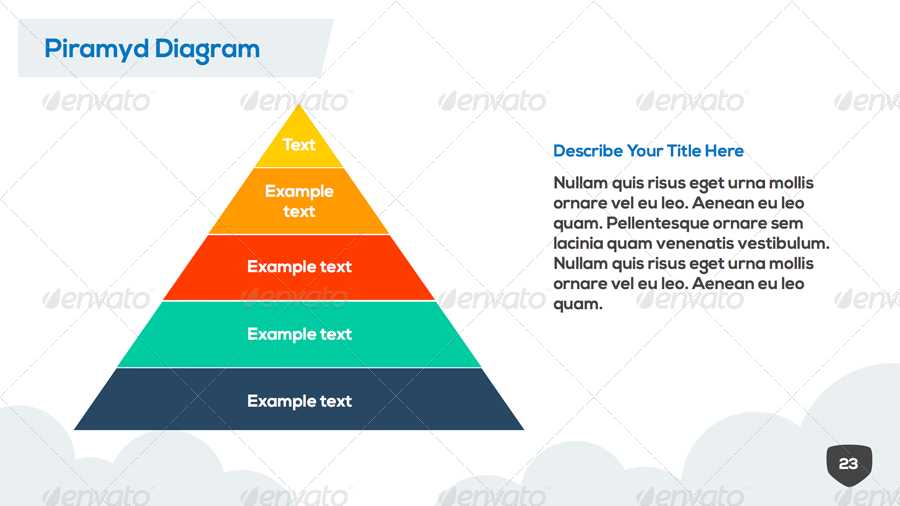 Piramyd Diagram
envato envato envato envato envato
Text
Example
text
Example text
Example text
Example text
Describe Your Title Here
Nullam quis risus eget urna mollis
ornare vel eu leo. Aenean eu leo
quam. Pellentesque ornare sem
lacinia quam venenatis vestibulum.
Nullam quis risus eget urna mollis
ornare vel eu leo. Aenean eu leo
quam.
envato envato envato envato envato
23
envato envato envato envato envato